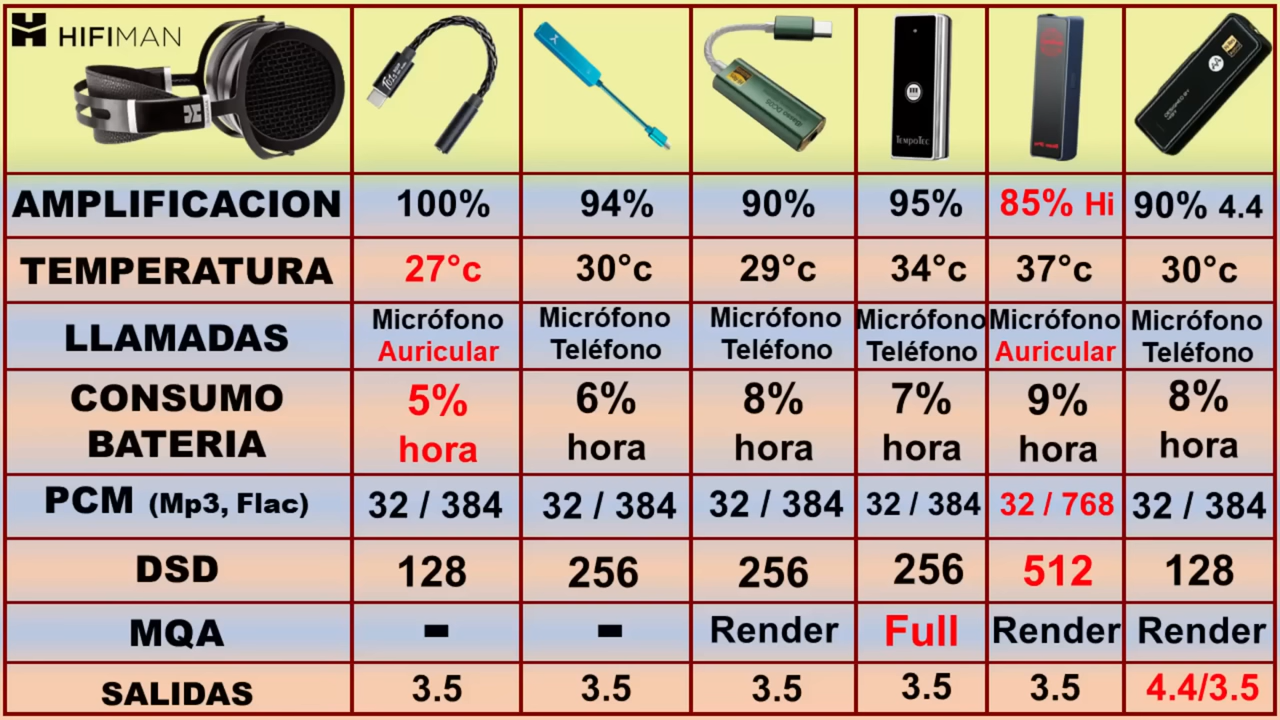 HIFIMAN
TEMPOTEC
AMPLIFICACION 100% 94% 90% 95% 85% Hi 90% 4.4
TEMPERATURA 27°c 30°c 29°c 34°c 37°c 30°c
LLAMADAS Micrófono Auricular Micrófono Teléfono Micrófono Teléfono Micrófono Teléfono Micrófono Auricular Micrófono Teléfono
CONSUMO BATERIA 5% hora 6% hora 8% hora 7% hora 9% hora 8% hora
PCM (Mp3, Flac) 32 / 384 32 / 384 32 / 384 32 / 384 32 / 768 32 / 384
DSD 128 256 256 256 512 128
MQA - - Render Full Render Render
SALIDAS 3.5 3.5 3.5 3.5 3.5 4.4/3.5